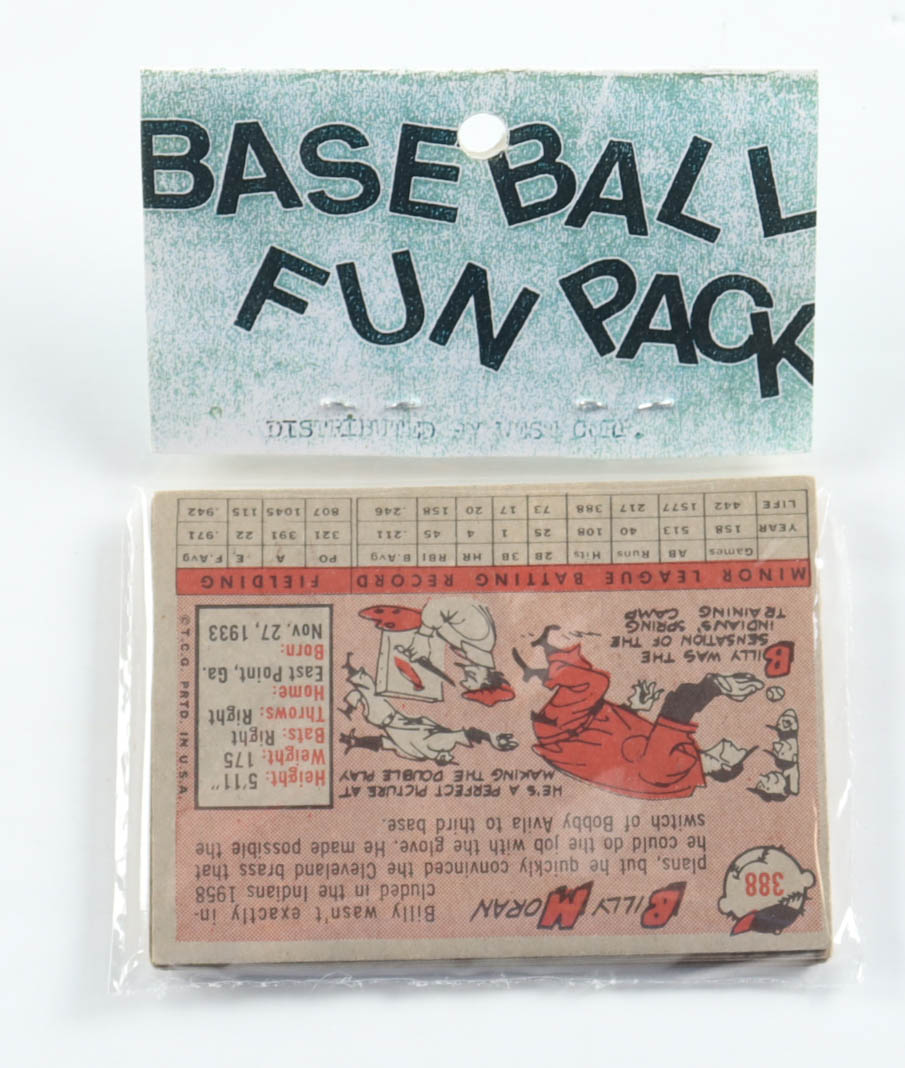 BASEBALL
FUN PACK
DISTRIBUTED BY
388
BILLY MORAN
Billy wasn't exactly in-
cluded in the Indians 1958
plans, but he quickly convinced the Cleveland brass that
he could do the job with the glove. He made possible the
switch of Bobby Avila to third base.
HE'S A PERFECT PICTURE AT
MAKING THE DOUBLE PLAY
BILLY WAS THE
SENSATION OF THE
INDIANS' SPRING
TRAINING CAMP
Height: 5'11"
Weight: 175
Bats: Right
Throws: Right
Home:
East Point, Ga.
Born:
Nov. 27, 1933
© T.C.G. PRTD. IN U.S.A.
MINOR LEAGUE BATTING RECORD FIELDING
Games AB Runs Hits 2B 3B HR RBI B.Avg PO A E F.Avg
YEAR 158 513 40 108 25 1 4 45 .211 321 391 22 .971
LIFE 442 1577 217 388 73 17 20 158 .246 807 1045 115 .942